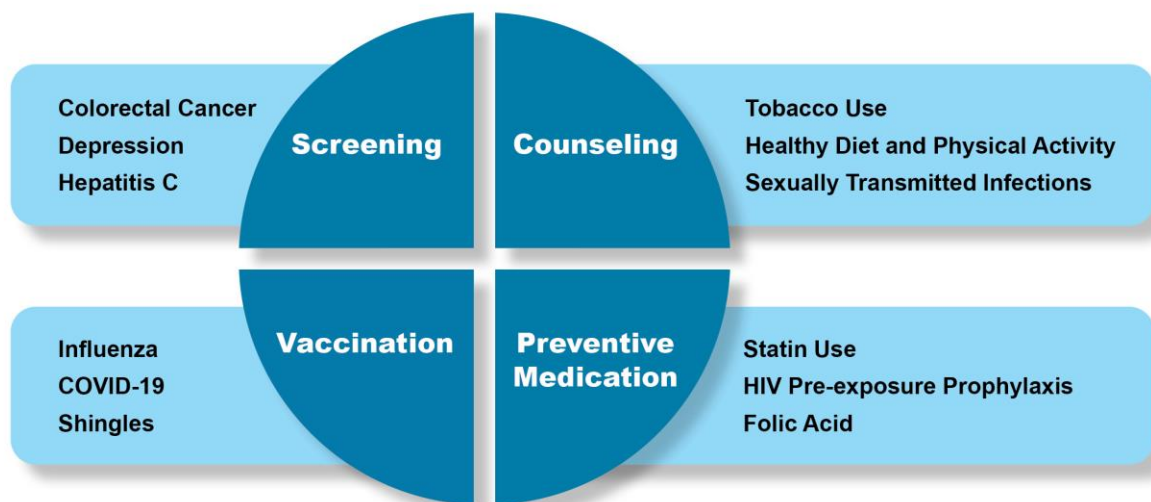 Screening
Colorectal Cancer
Depression
Hepatitis C
Counseling
Tobacco Use
Healthy Diet and Physical Activity
Sexually Transmitted Infections
Vaccination
Influenza
COVID-19
Shingles
Preventive
Medication
Statin Use
HIV Pre-exposure Prophylaxis
Folic Acid